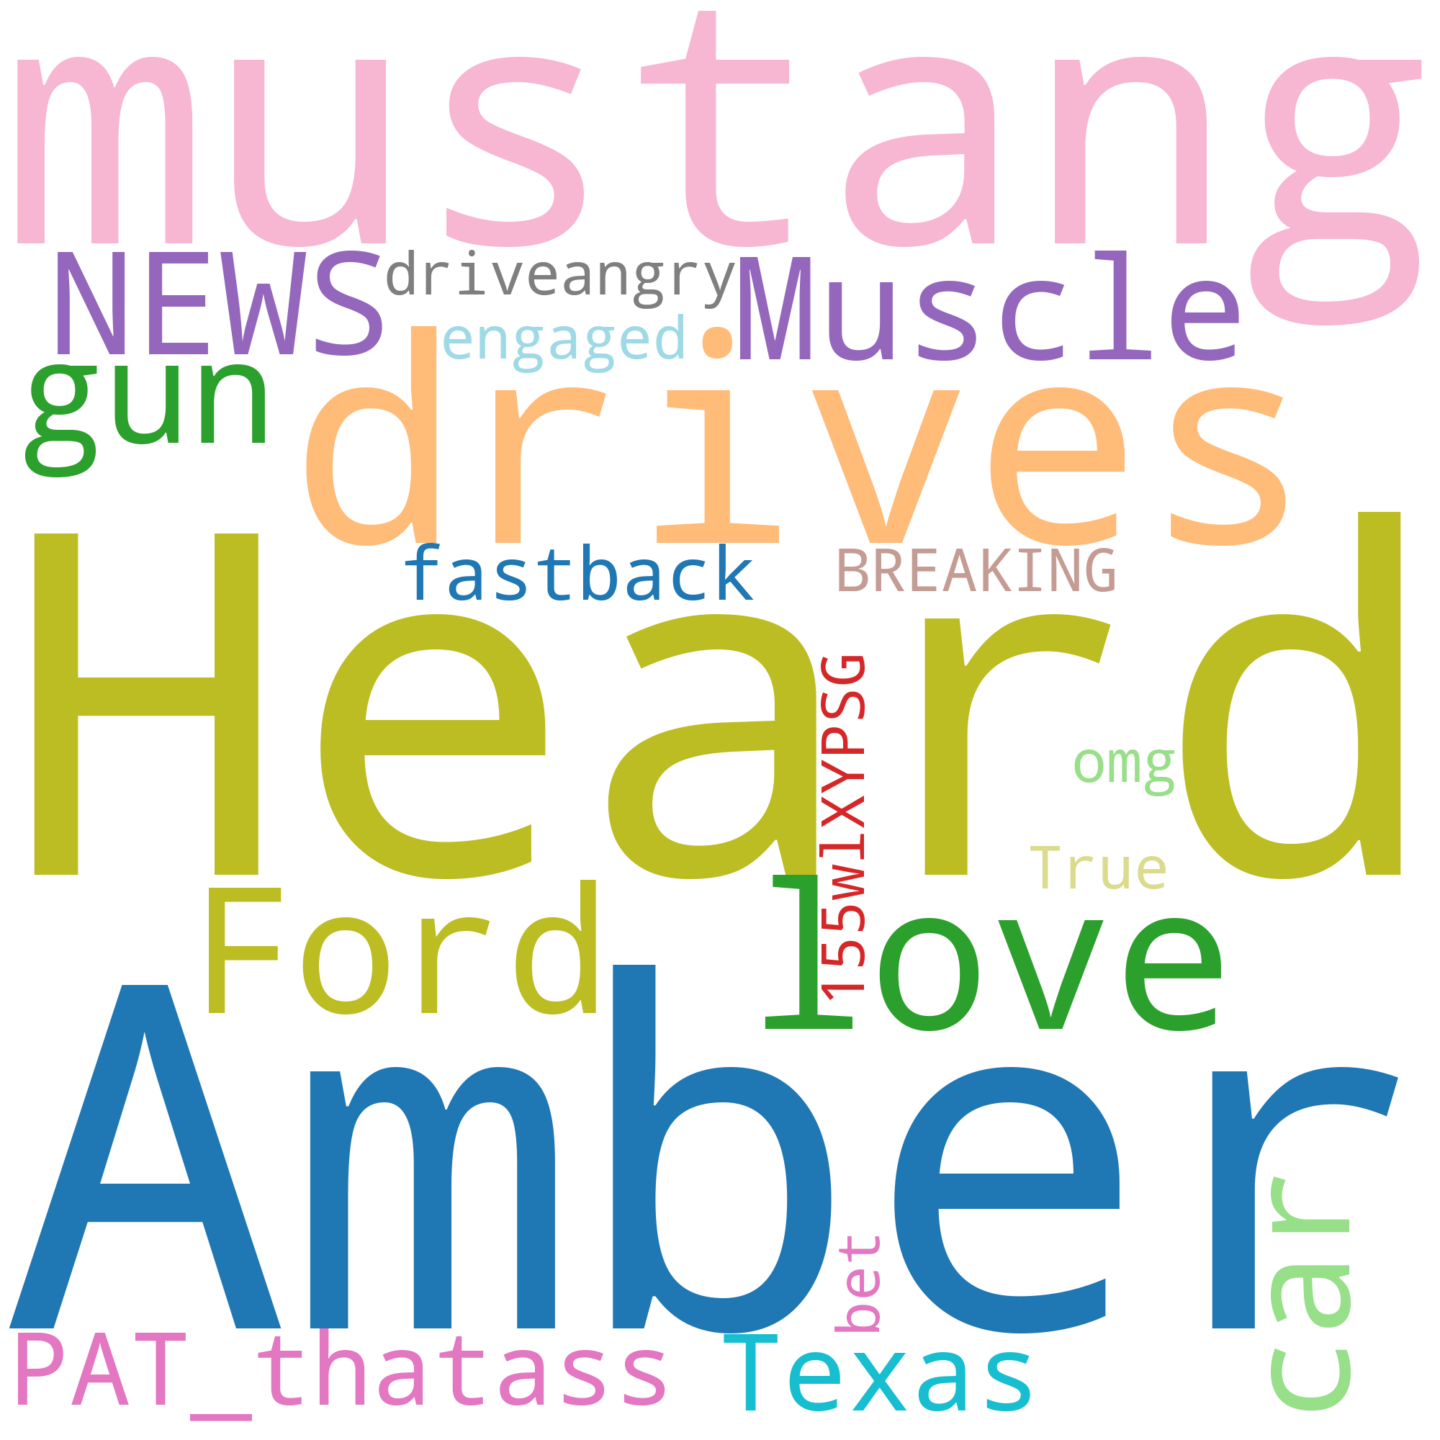 mustang
NEWS
driveangry
Muscle
engaged
gun
drives
fastback
BREAKING
Heard
155wlXYPSG
omg
True
Ford
love
Amber
car
bet
PAT_thatass
Texas